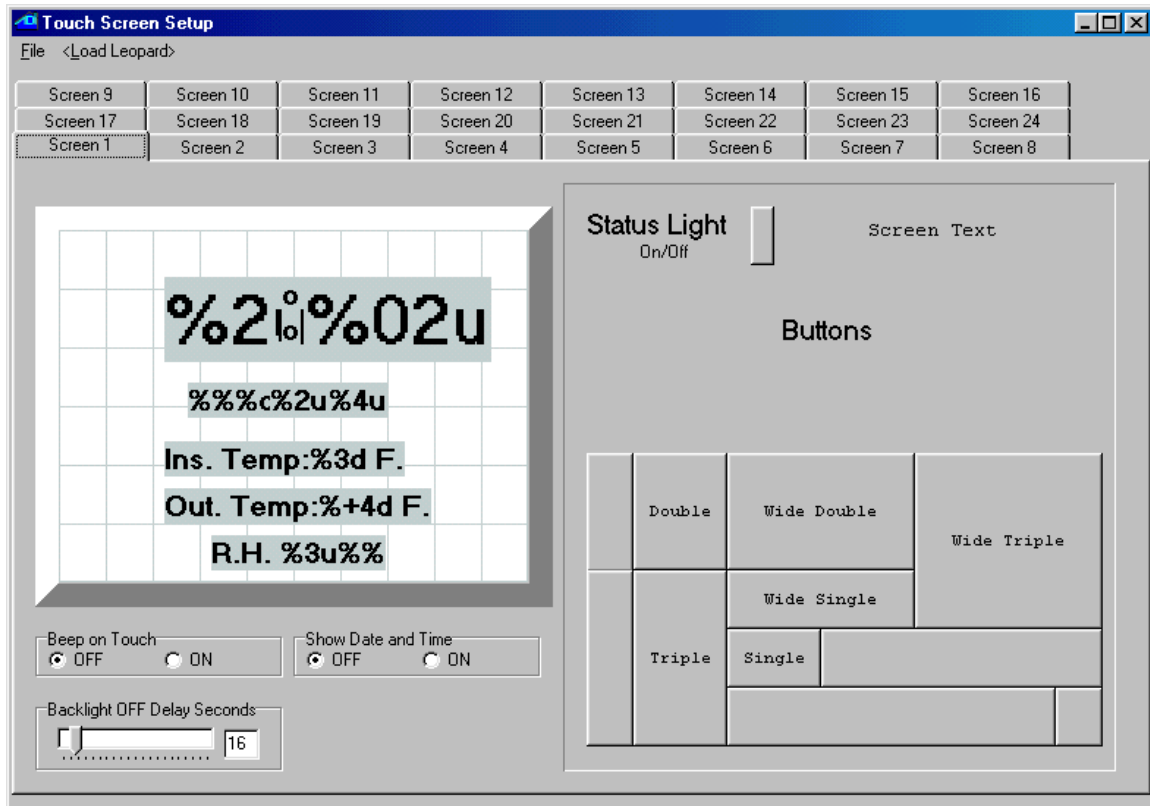 Touch Screen Setup
File <Load Leopard>
Screen 9 Screen 10 Screen 11 Screen 12 Screen 13 Screen 14 Screen 15 Screen 16
Screen 17 Screen 18 Screen 19 Screen 20 Screen 21 Screen 22 Screen 23 Screen 24
Screen 1 Screen 2 Screen 3 Screen 4 Screen 5 Screen 6 Screen 7 Screen 8
Status Light
On/Off
Screen Text
Buttons
%2 %02u
%%%c%2u%4u
Ins. Temp:%3d F.
Out. Temp:%+4d F.
R.H. %3u%%
Double Wide Double Wide Triple
Wide Single
Triple Single
Beep on Touch
OFF ON
Show Date and Time
OFF ON
Backlight OFF Delay Seconds
16